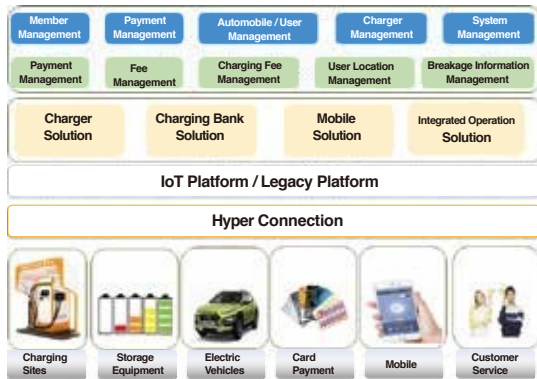 Member Management
Payment Management
Automobile / User Management
Charger Management
System Management
Payment Management
Fee Management
Charging Fee Management
User Location Management
Breakage Information Management
Charger Solution
Charging Bank Solution
Mobile Solution
Integrated Operation Solution
IoT Platform / Legacy Platform
Hyper Connection
Charging Sites
Storage Equipment
Electric Vehicles
Card Payment
Mobile
Customer Service